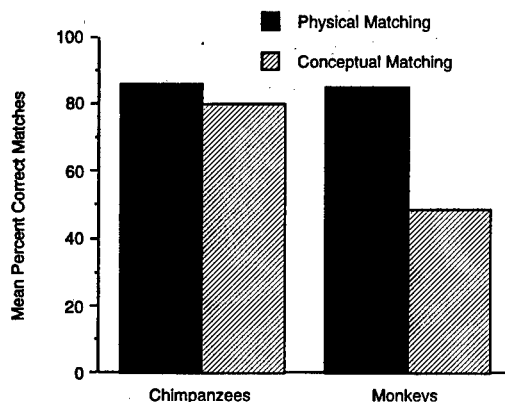 Physical Matching
Conceptual Matching
Mean Percent Correct Matches
100
80
60
40
20
0
Chimpanzees
Monkeys